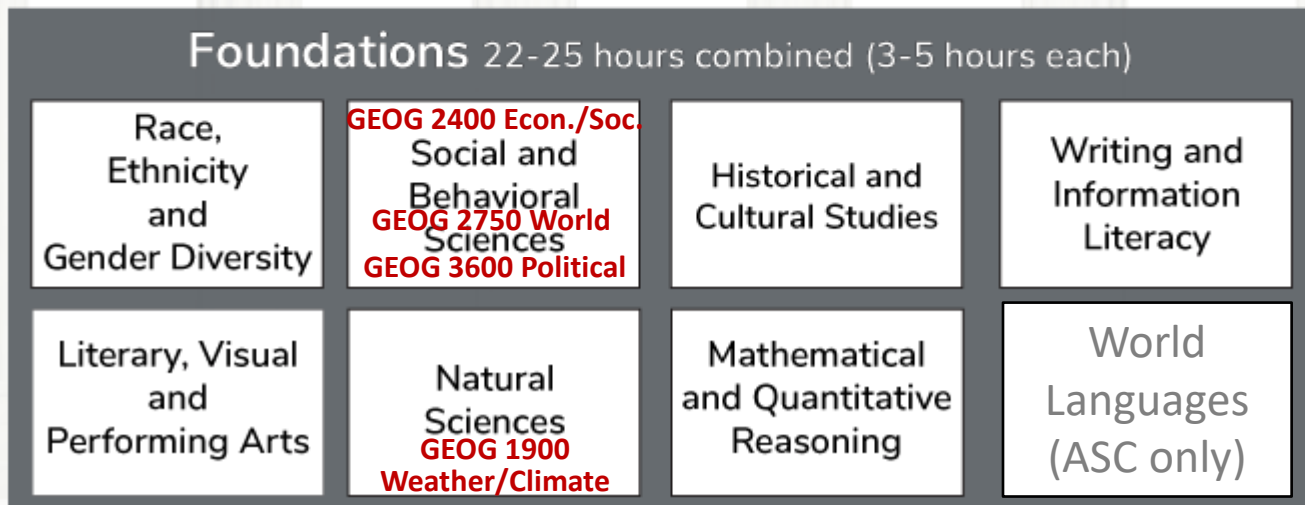 Foundations 22-25 hours combined (3-5 hours each)
Race,
Ethnicity
and
Gender Diversity
GEOG 2400 Econ./Soc.
Social and
Behavioral
GEOG 2750 World
Sciences
GEOG 3600 Political
Historical and
Cultural Studies
Writing and
Information
Literacy
Literary, Visual
and
Performing Arts
Natural
Sciences
GEOG 1900
Weather/Climate
Mathematical
and Quantitative
Reasoning
World
Languages
(ASC only)